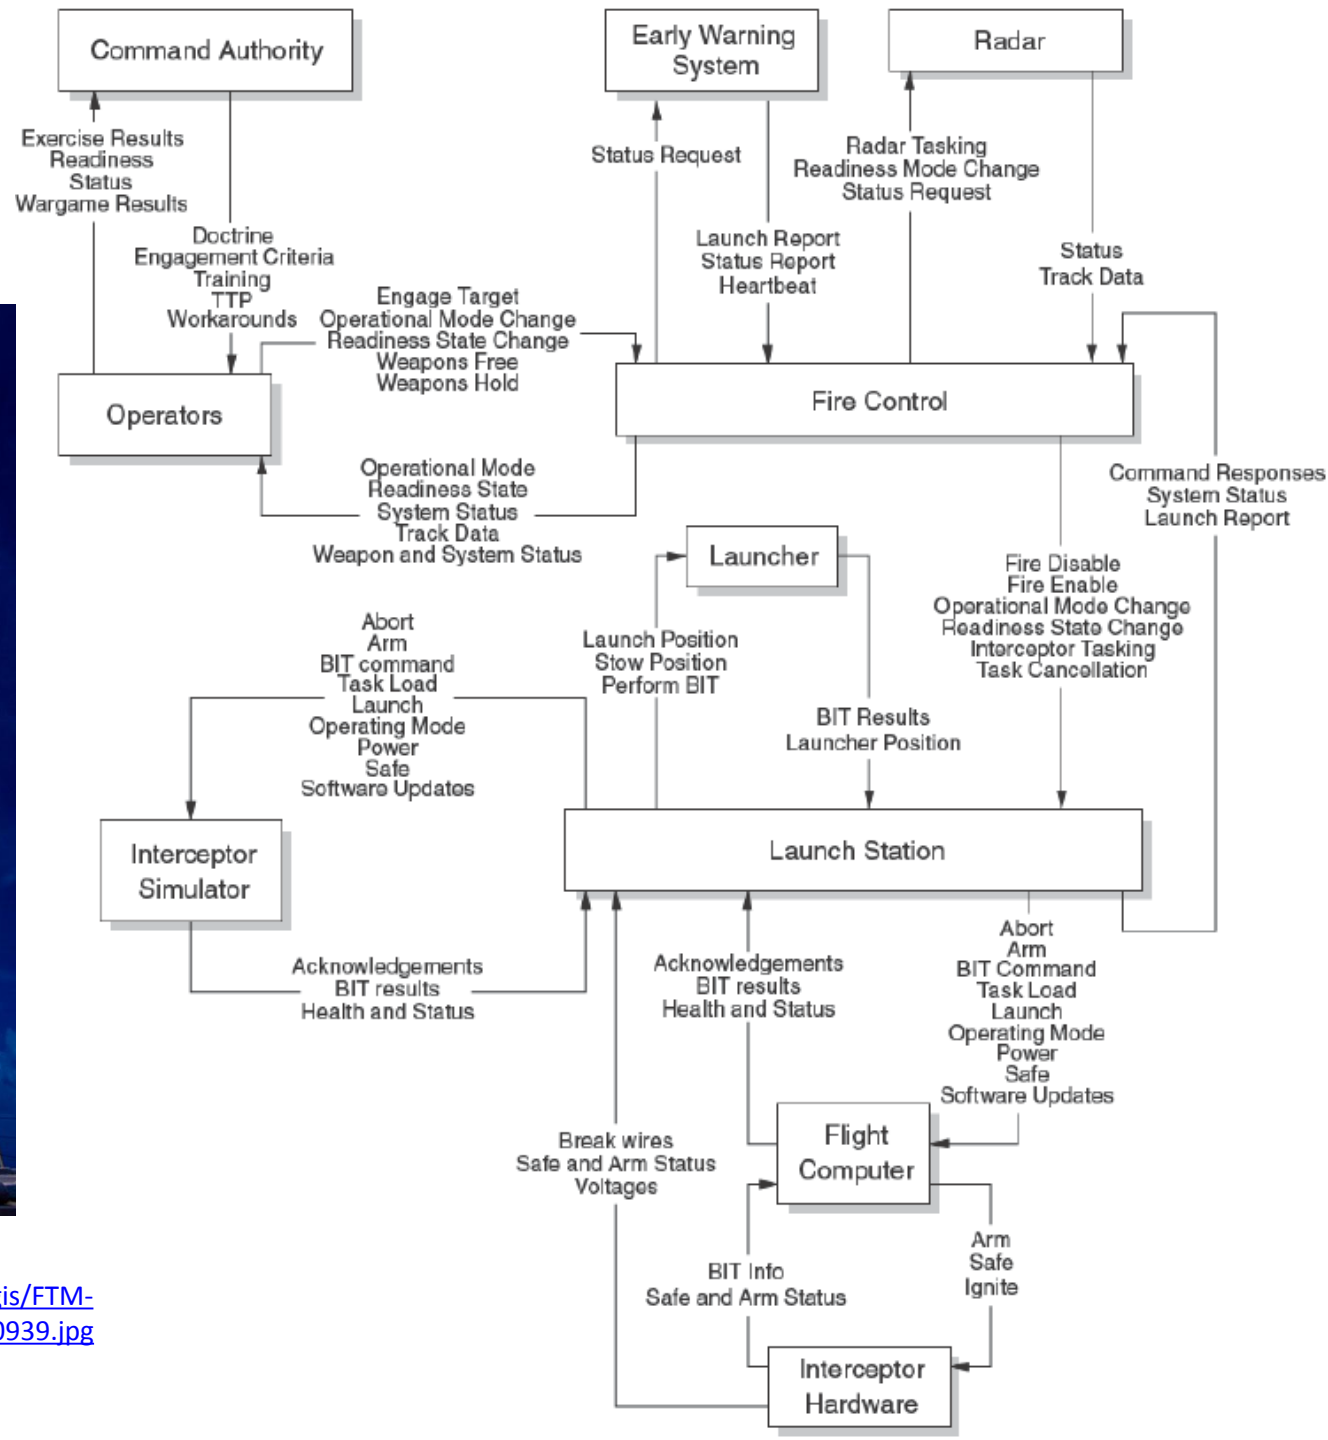 Command Authority
Early Warning
System
Radar
Exercise Results
Readiness
Status
Wargame Results
Doctrine
Engagement Criteria
Training
TTP
Workarounds
Status Request
Launch Report
Status Report
Heartbeat
Radar Tasking
Readiness Mode Change
Status Request
Status
Track Data
Engage Target
Operational Mode Change
Readiness State Change
Weapons Free
Weapons Hold
Operators
Fire Control
Operational Mode
Readiness State
System Status
Track Data
Weapon and System Status
Command Responses
System Status
Launch Report
Launcher
Fire Disable
Fire Enable
Operational Mode Change
Readiness State Change
Interceptor Tasking
Task Cancellation
Abort
Arm
BIT command
Task Load
Launch
Operating Mode
Power
Safe
Software Updates
Launch Position
Stow Position
Perform BIT
BIT Results
Launcher Position
Interceptor
Simulator
Launch Station
Acknowledgements
BIT results
Health and Status
Acknowledgements
BIT results
Health and Status
Abort
Arm
BIT Command
Task Load
Launch
Operating Mode
Power
Safe
Software Updates
Break wires
Safe and Arm Status
Voltages
Flight
Computer
BIT Info
Safe and Arm Status
Arm
Safe
Ignite
Interceptor
Hardware
gis/FTM-
0939.jpg